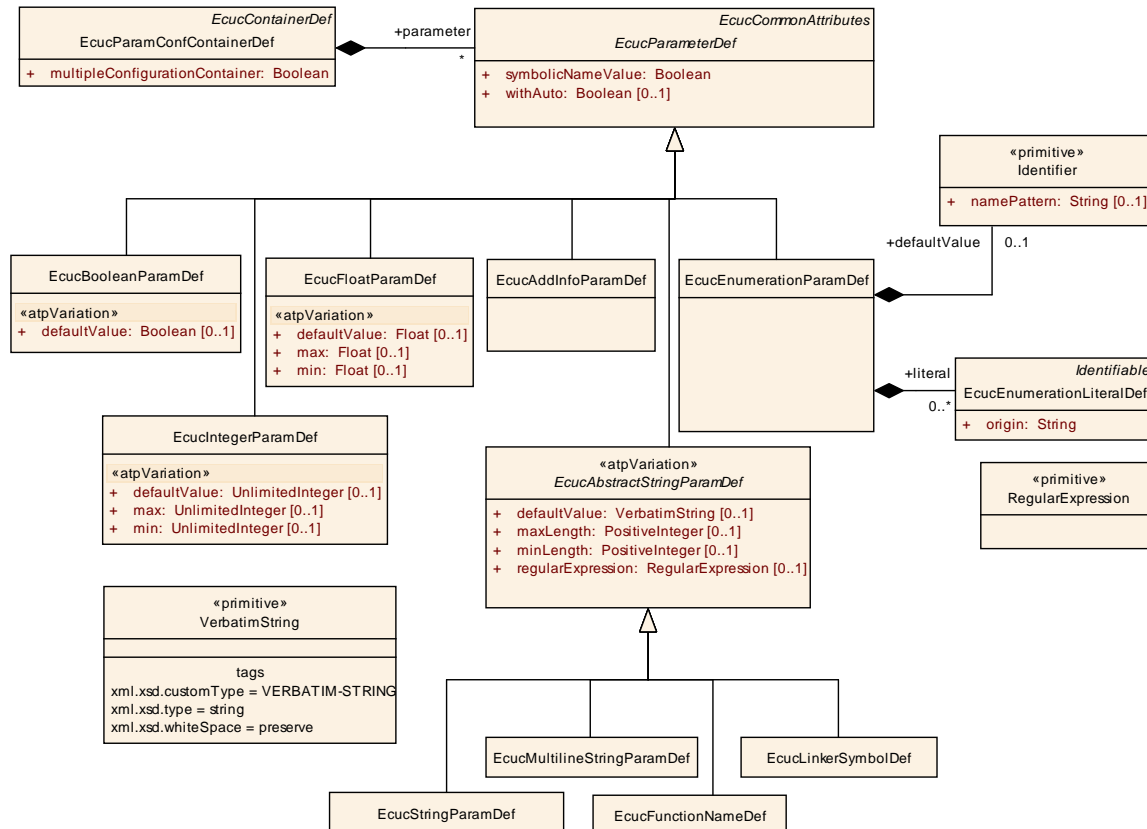 EcucContainerDef
EcucParamConfContainerDef
+ multipleConfigurationContainer: Boolean
+parameter
*
EcucCommonAttributes
EcucParameterDef
+ symbolicNameValue: Boolean
+ withAuto: Boolean [0..1]
«primitive»
Identifier
+ namePattern: String [0..1]
+defaultValue
0..1
EcucBooleanParamDef
«atpVariation»
+ defaultValue: Boolean [0..1]
EcucFloatParamDef
«atpVariation»
+ defaultValue: Float [0..1]
+ max: Float [0..1]
+ min: Float [0..1]
EcucAddInfoParamDef
EcucEnumerationParamDef
+literal
0..*
Identifiable
EcucEnumerationLiteralDef
+ origin: String
EcucIntegerParamDef
«atpVariation»
+ defaultValue: UnlimitedInteger [0..1]
+ max: UnlimitedInteger [0..1]
+ min: UnlimitedInteger [0..1]
«atpVariation»
EcucAbstractStringParamDef
+ defaultValue: VerbatimString [0..1]
+ maxLength: PositiveInteger [0..1]
+ minLength: PositiveInteger [0..1]
+ regularExpression: RegularExpression [0..1]
«primitive»
RegularExpression
«primitive»
VerbatimString
tags
xml.xsd.customType = VERBATIM-STRING
xml.xsd.type = string
xml.xsd.whiteSpace = preserve
EcucMultilineStringParamDef
EcucLinkerSymbolDef
EcucStringParamDef
EcucFunctionNameDef